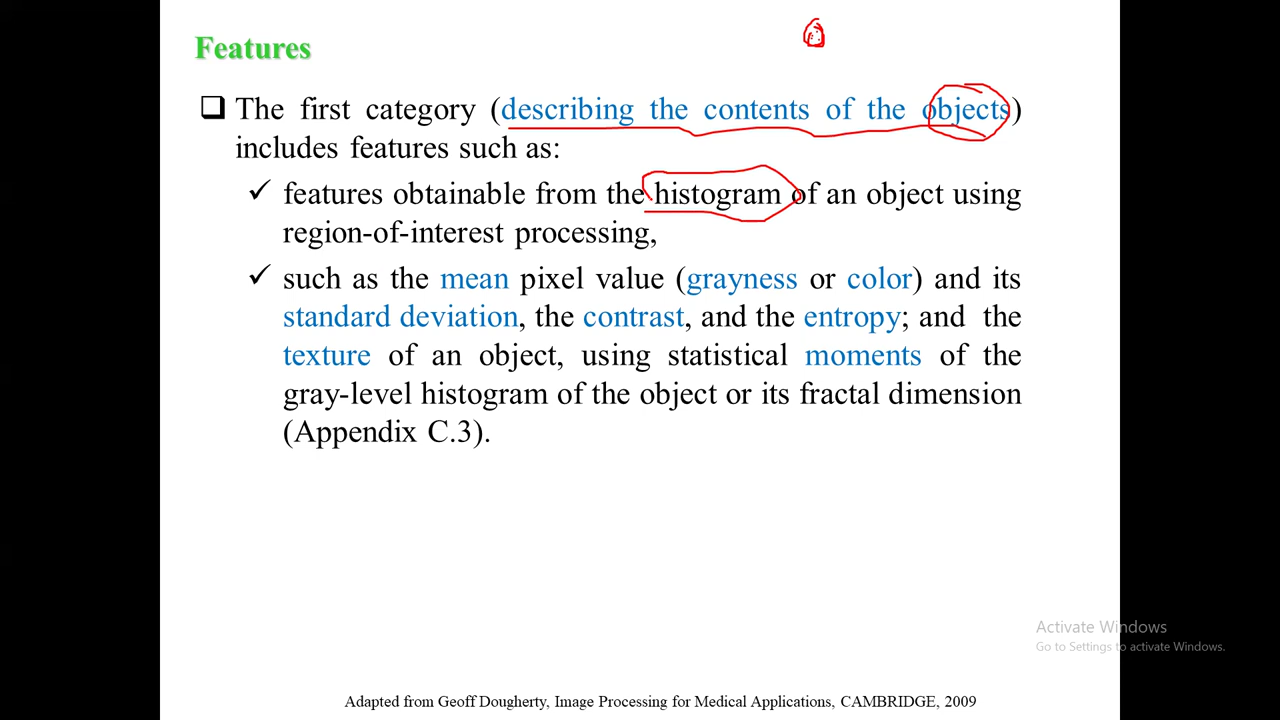 Features
The first category (describing the contents of the objects)
includes features such as:
features obtainable from the histogram of an object using
region-of-interest processing,
such as the mean pixel value (grayness or color) and its
standard deviation, the contrast, and the entropy; and the
texture of an object, using statistical moments of the
gray-level histogram of the object or its fractal dimension
(Appendix C.3).
Activate Windows
Go to Settings to activate Windows.
Adapted from Geoff Dougherty, Image Processing for Medical Applications, CAMBRIDGE, 2009